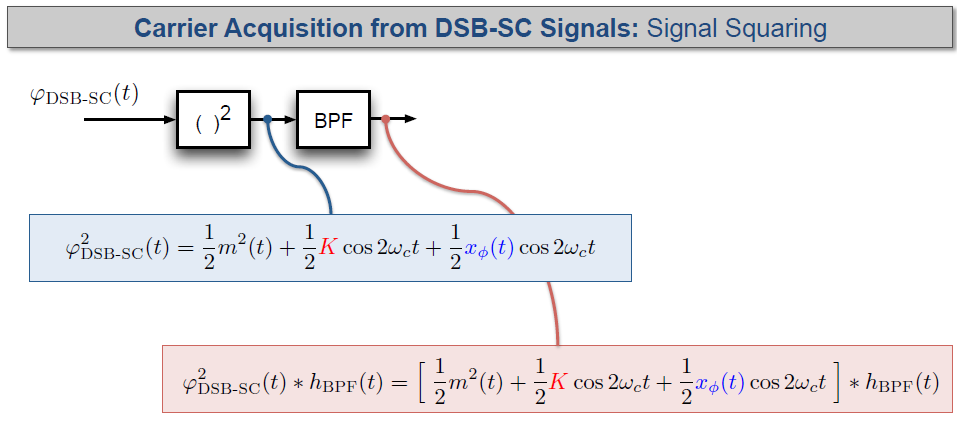 Carrier Acquisition from DSB-SC Signals: Signal Squaring
φ_DSB-SC(t)
( )²
BPF
φ²_DSB-SC(t) = 1/2 m²(t) + 1/2 K cos 2ω_c t + 1/2 x_ϕ(t) cos 2ω_c t
φ²_DSB-SC(t) * h_BPF(t) = [ 1/2 m²(t) + 1/2 K cos 2ω_c t + 1/2 x_ϕ(t) cos 2ω_c t ] * h_BPF(t)